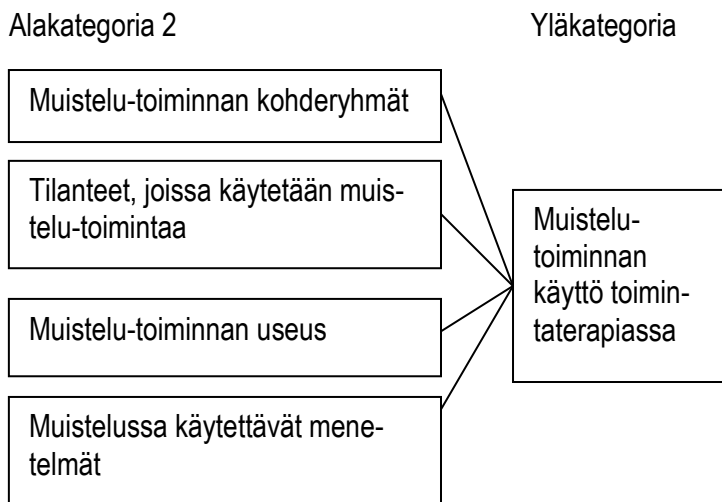 Alakategoria 2
Yläkategoria
Muistelu-toiminnan kohderyhmät
Tilanteet, joissa käytetään muis-
telu-toimintaa
Muistelu-toiminnan useus
Muistelussa käytettävät mene-
telmät
Muistelu-
toiminnan
käyttö toimin-
taterapiassa